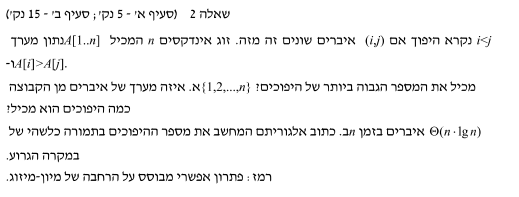 שאלה 2 (סעיף א' - 5 נק'; סעיף ב' - 15 נק')
נתון מערך A[1..n] המכיל n איברים שונים זה מזה. זוג אינדקסים (i,j) נקרא היפוך אם i<j
ו-A[i]>A[j].
א. איזה מערך של איברים מן הקבוצה {1,2,...,n} מכיל את המספר הגבוה ביותר של היפוכים?
כמה היפוכים הוא מכיל?
ב. כתוב אלגוריתם המחשב את מספר ההיפוכים בתמורה כלשהי של n איברים בזמן Θ(n·lg n)
במקרה הגרוע.
רמז: פתרון אפשרי מבוסס על הרחבה של מיון-מיזוג.